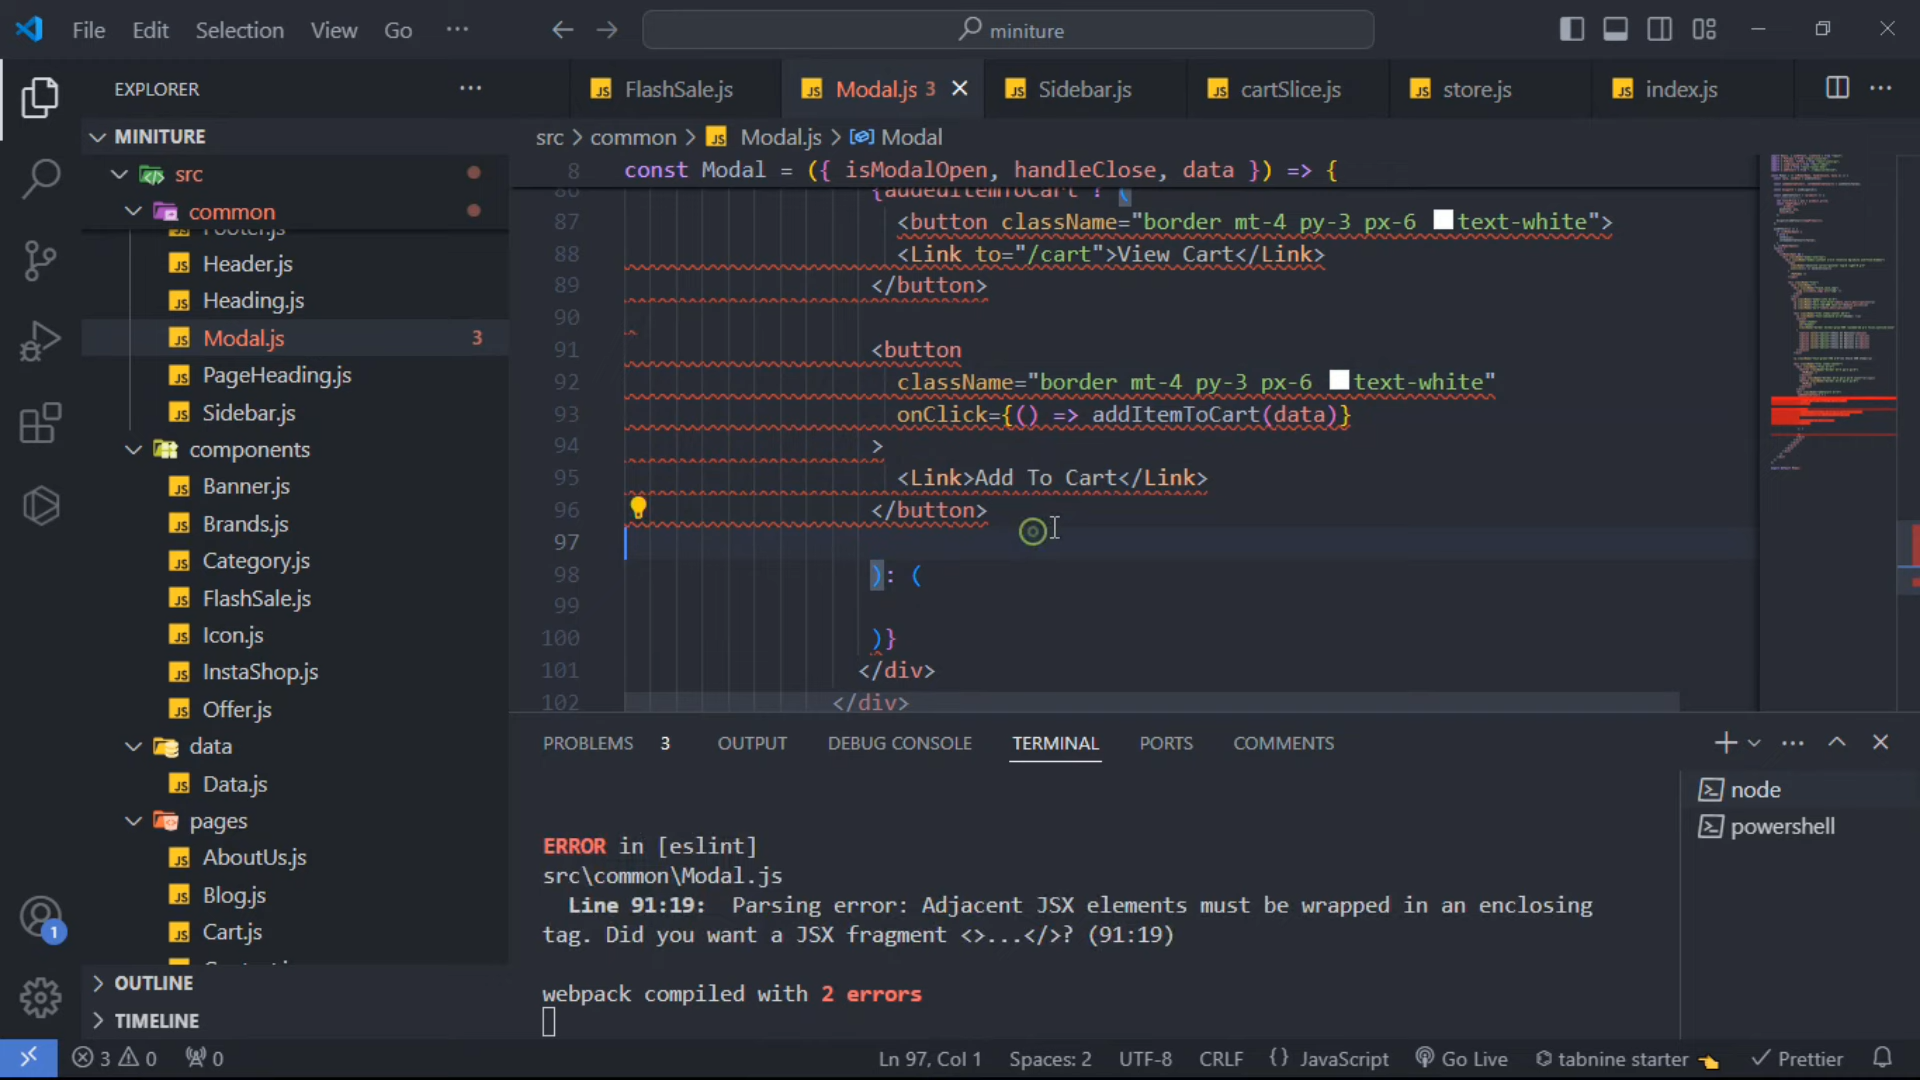 File Edit Selection View Go ···
miniture
EXPLORER
FlashSale.js
Modal.js 3
Sidebar.js
cartSlice.js
store.js
index.js
MINITURE
src
common
Footer.js
Header.js
Heading.js
Modal.js 3
PageHeading.js
Sidebar.js
components
Banner.js
Brands.js
Category.js
FlashSale.js
Icon.js
InstaShop.js
Offer.js
data
Data.js
pages
AboutUs.js
Blog.js
Cart.js
OUTLINE
TIMELINE
src > common > JS Modal.js > Modal
8 const Modal = ({ isModalOpen, handleClose, data }) => {
86 {addedItemToCart ? (
87 <button className="border mt-4 py-3 px-6 text-white">
88 <Link to="/cart">View Cart</Link>
89 </button>
90
91 <button
92 className="border mt-4 py-3 px-6 text-white"
93 onClick={() => addItemToCart(data)}
94 >
95 <Link>Add To Cart</Link>
96 </button>
97
98 ): (
99
100 )}
101 </div>
102 </div>
PROBLEMS 3 OUTPUT DEBUG CONSOLE TERMINAL PORTS COMMENTS
ERROR in [eslint]
src\common\Modal.js
Line 91:19: Parsing error: Adjacent JSX elements must be wrapped in an enclosing
tag. Did you want a JSX fragment <>...</>? (91:19)
webpack compiled with 2 errors
node
powershell
1
3 0 0
Ln 97, Col 1 Spaces: 2 UTF-8 CRLF {} JavaScript Go Live tabnine starter Prettier